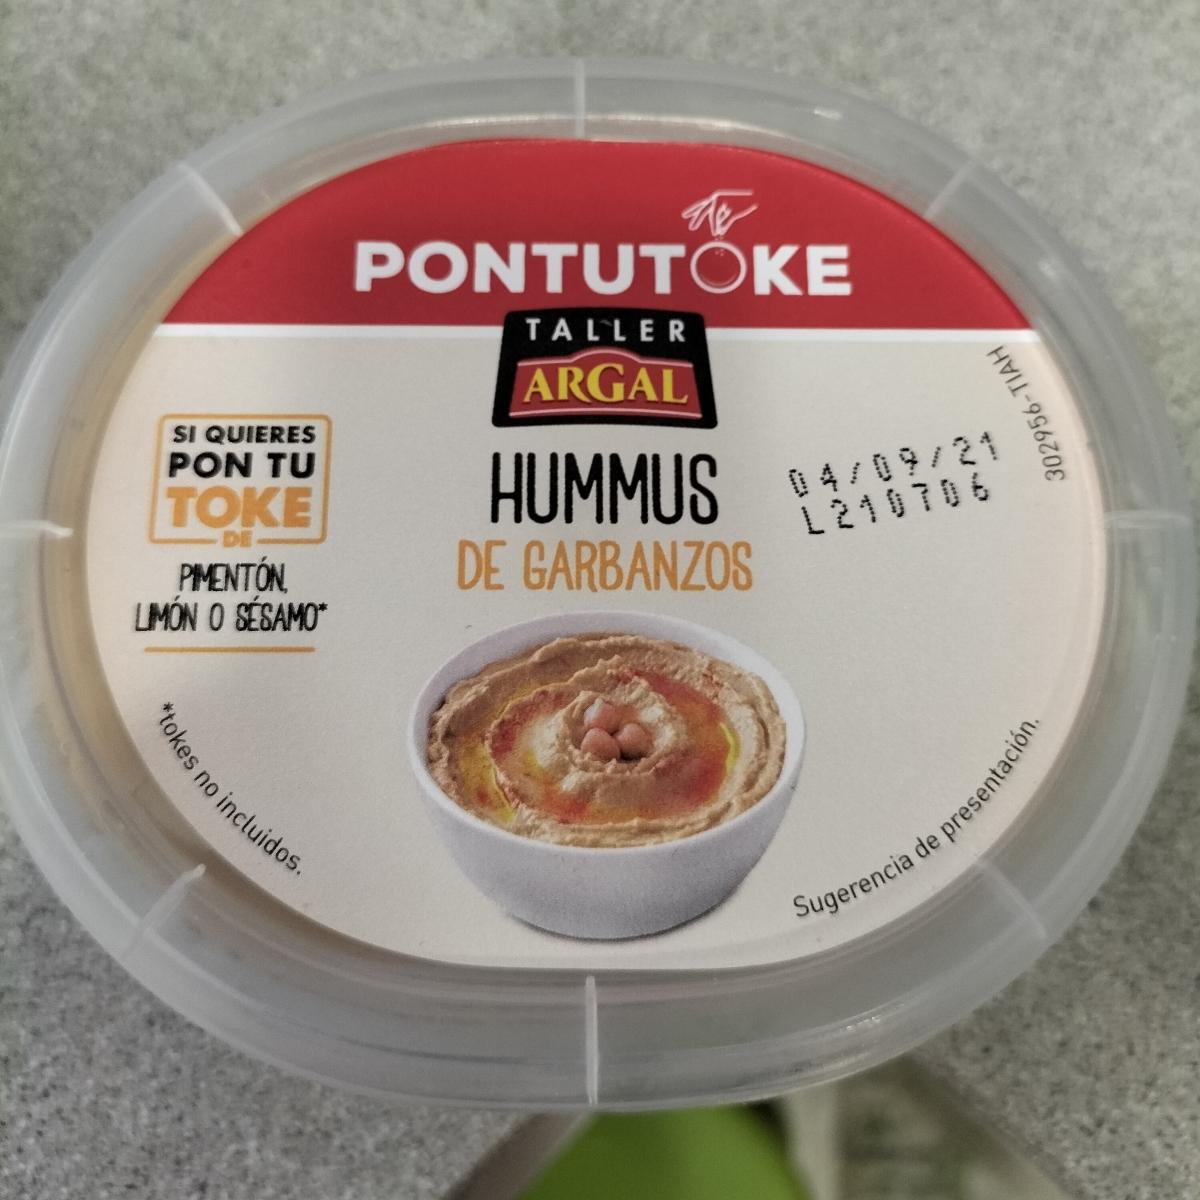 PONTUTOKE
TALLER
ARGAL
HUMMUS
DE GARBANZOS
SI QUIERES
PON TU
TOKE
DE
PIMENTÓN,
LIMÓN O SÉSAMO*
*tokes no incluidos.
04/09/21
L210706
302956-TIAH
Sugerencia de presentación.